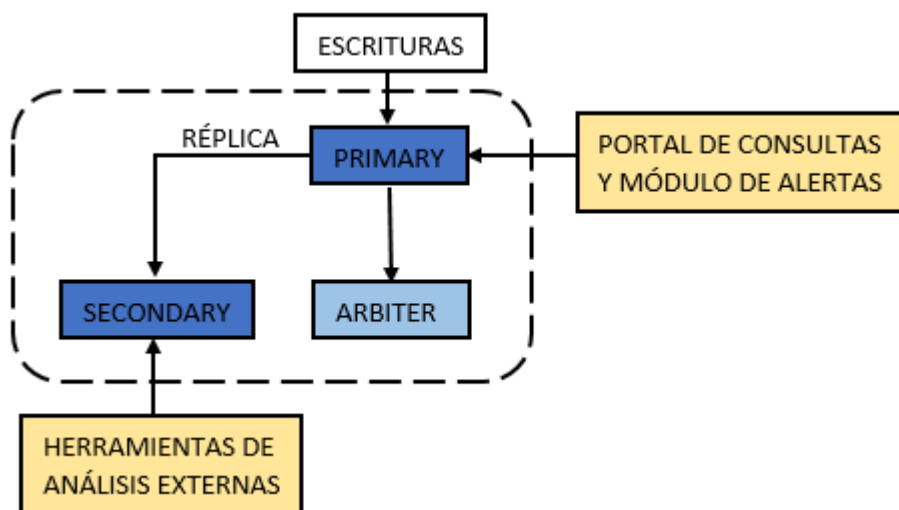 ESCRITURAS
RÉPLICA
PRIMARY
PORTAL DE CONSULTAS
Y MÓDULO DE ALERTAS
SECONDARY
ARBITER
HERRAMIENTAS DE
ANÁLISIS EXTERNAS